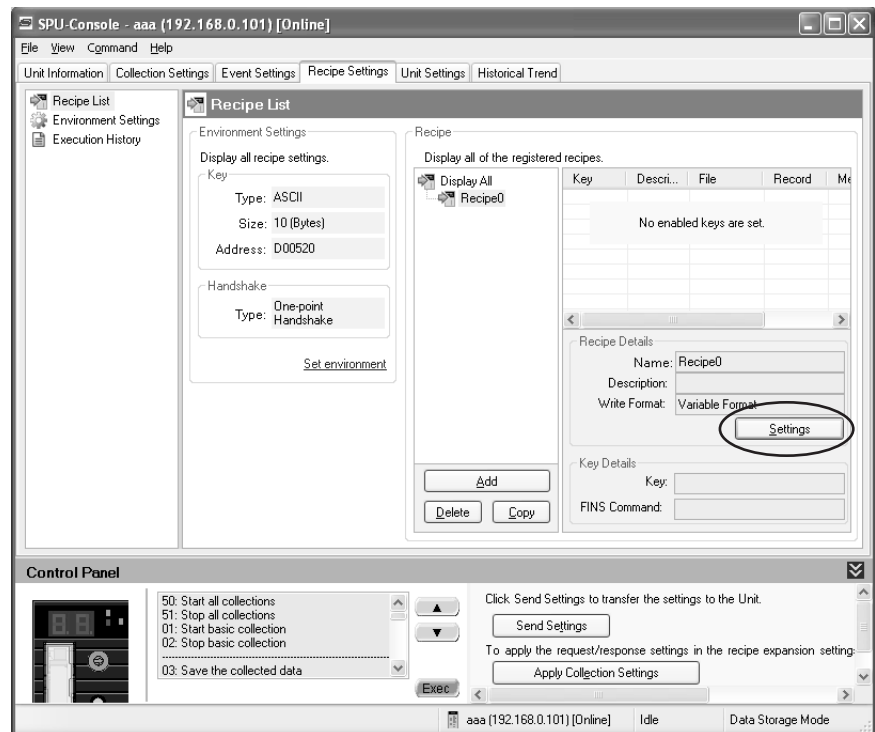 SPU-Console - aaa (192.168.0.101) [Online]
File View Command Help
Unit Information Collection Settings Event Settings Recipe Settings Unit Settings Historical Trend
Recipe List
Environment Settings
Execution History
Recipe List
Environment Settings
Display all recipe settings.
Key
Type: ASCII
Size: 10 (Bytes)
Address: D00520
Handshake
Type: One-point
Handshake
Set environment
Recipe
Display all of the registered recipes.
Display All
Recipe0
Add
Delete Copy
Key Descri... File Record Me
No enabled keys are set.
Recipe Details
Name: Recipe0
Description:
Write Format: Variable Format
Settings
Key Details
Key:
FINS Command:
Control Panel
8.8.
50: Start all collections
51: Stop all collections
01: Start basic collection
02: Stop basic collection
03: Save the collected data
Exec
Click Send Settings to transfer the settings to the Unit.
Send Settings
To apply the request/response settings in the recipe expansion setting
Apply Collection Settings
aaa (192.168.0.101) [Online] Idle Data Storage Mode